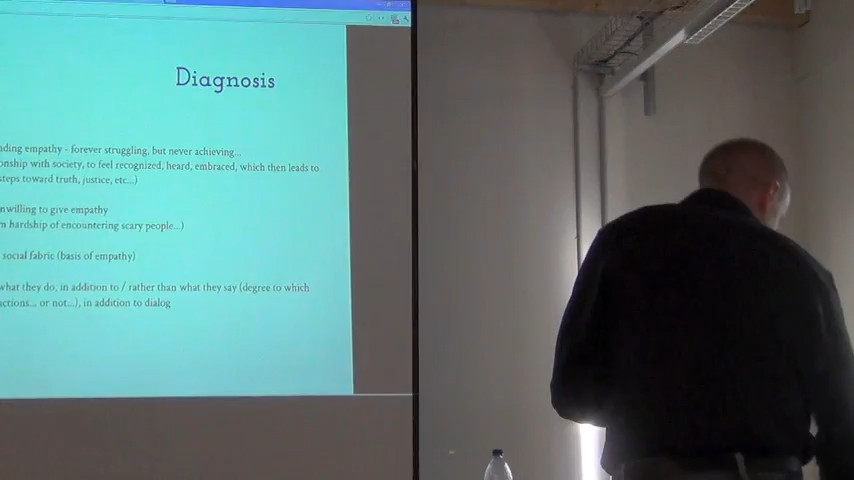 Diagnosis
nding empathy - forever struggling, but never achieving...
onship with society, to feel recognized, heard, embraced, which then leads to
steps toward truth, justice, etc...)
nwilling to give empathy
m hardship of encountering scary people...)
social fabric (basis of empathy)
what they do, in addition to / rather than what they say (degree to which
ctions... or not...), in addition to dialog